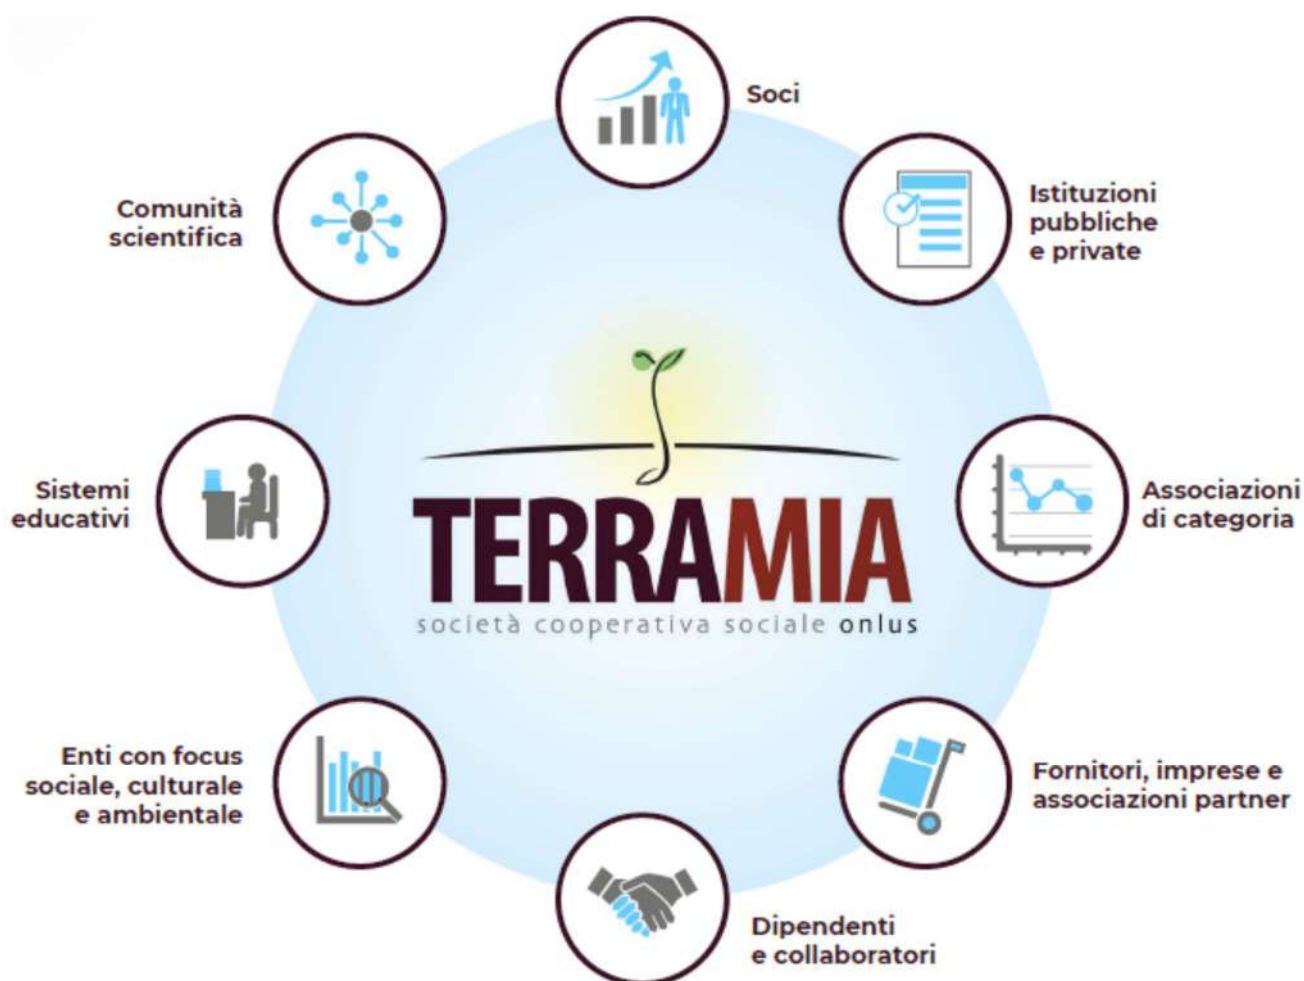 Soci
Istituzioni
pubbliche
e private
Associazioni
di categoria
Fornitori, imprese e
associazioni partner
Dipendenti
e collaboratori
Enti con focus
sociale, culturale
e ambientale
Sistemi
educativi
Comunità
scientifica
TERRAMIA
società cooperativa sociale onlus